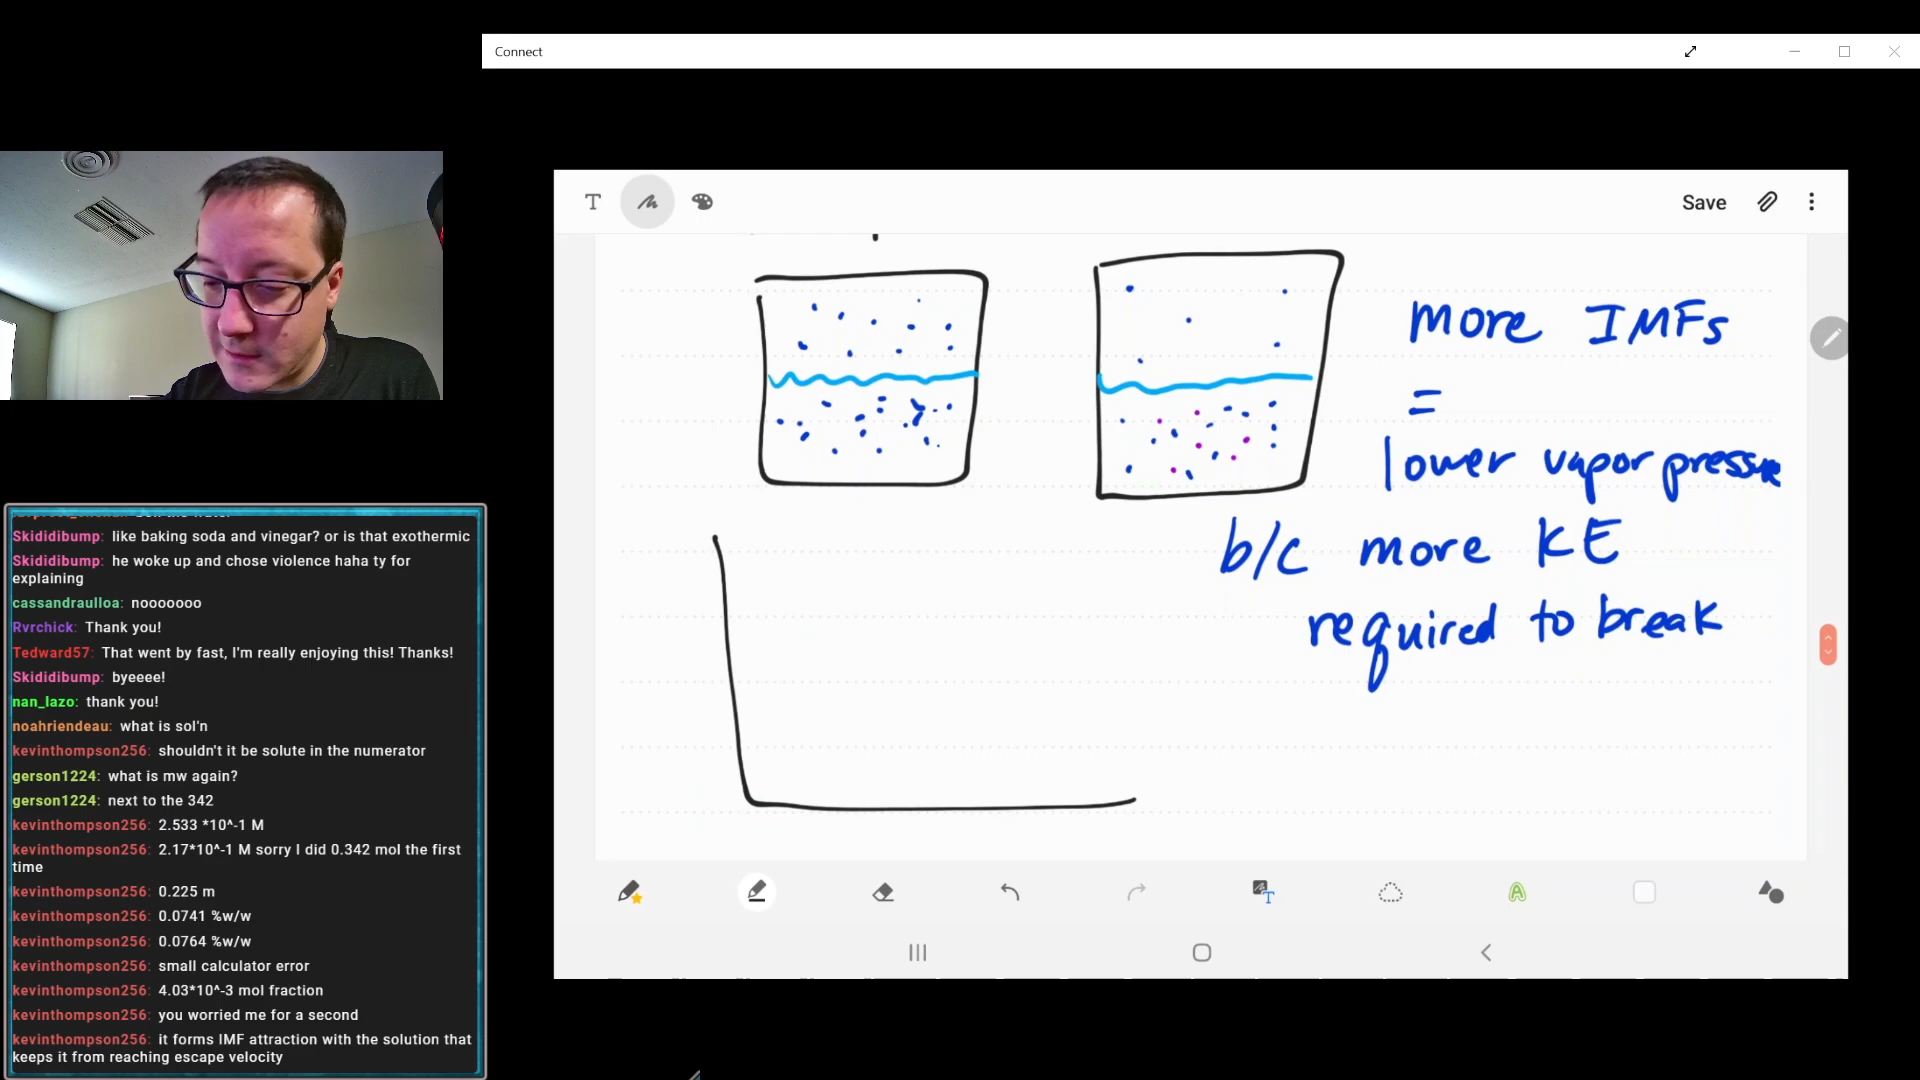 Connect
T
Save
more IMFs
=
lower vapor pressure
b/c more KE
required to break
Skididibump: like baking soda and vinegar? or is that exothermic
Skididibump: he woke up and chose violence haha ty for
explaining
cassandraulloa: nooooooo
Rvrchick: Thank you!
Tedward57: That went by fast, I'm really enjoying this! Thanks!
Skididibump: byeeee!
nan_lazo: thank you!
noahriendeau: what is sol'n
kevinthompson256: shouldn't it be solute in the numerator
gerson1224: what is mw again?
gerson1224: next to the 342
kevinthompson256: 2.533 *10^-1 M
kevinthompson256: 2.17*10^-1 M sorry I did 0.342 mol the first
time
kevinthompson256: 0.225 m
kevinthompson256: 0.0741 %w/w
kevinthompson256: 0.0764 %w/w
kevinthompson256: small calculator error
kevinthompson256: 4.03*10^-3 mol fraction
kevinthompson256: you worried me for a second
kevinthompson256: it forms IMF attraction with the solution that
keeps it from reaching escape velocity